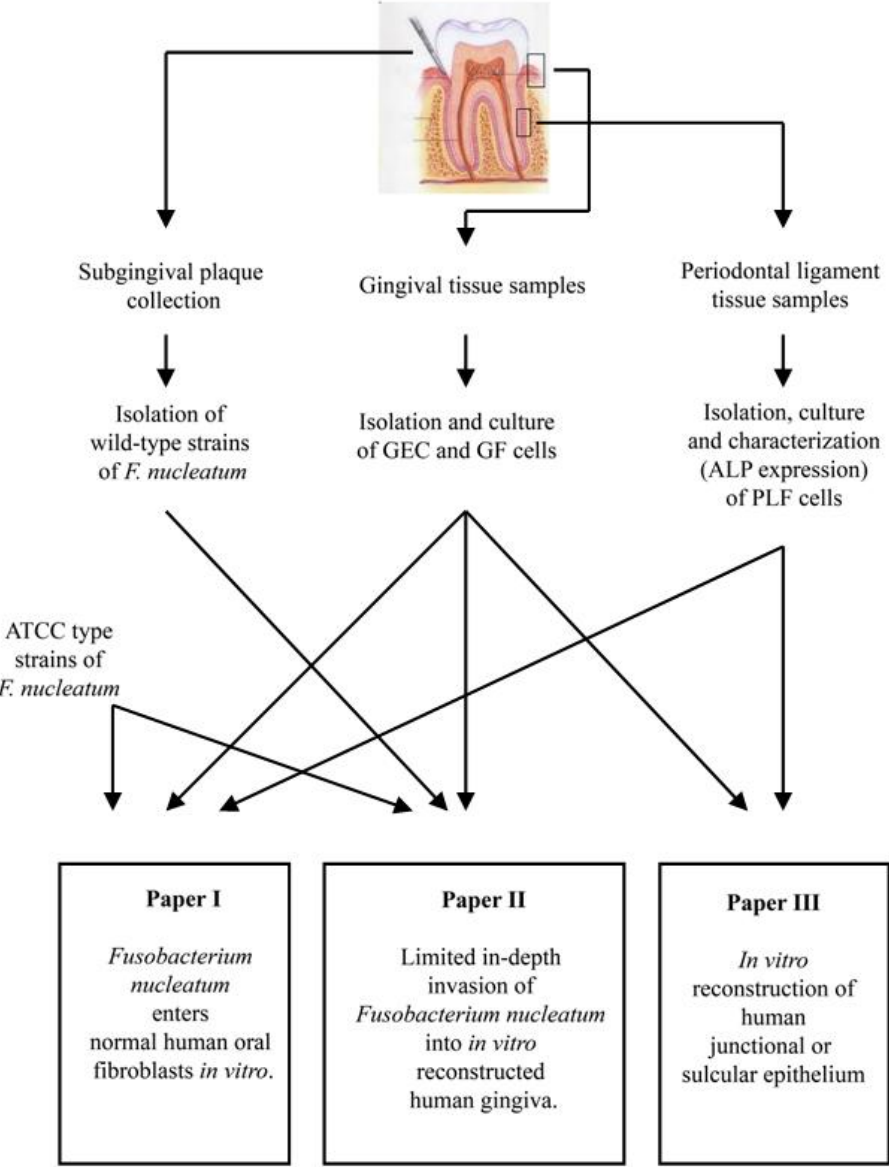 Subgingival plaque
collection
Gingival tissue samples
Periodontal ligament
tissue samples
Isolation of
wild-type strains
of F. nucleatum
Isolation and culture
of GEC and GF cells
Isolation, culture
and characterization
(ALP expression)
of PLF cells
ATCC type
strains of
F. nucleatum
Paper I
Fusobacterium
nucleatum
enters
normal human oral
fibroblasts in vitro.
Paper II
Limited in-depth
invasion of
Fusobacterium nucleatum
into in vitro
reconstructed
human gingiva.
Paper III
In vitro
reconstruction of
human
junctional or
sulcular epithelium